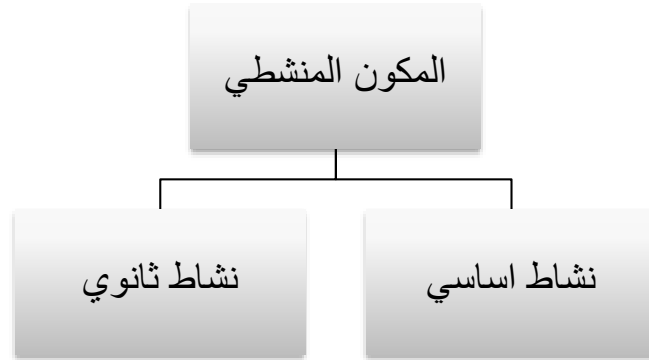 المكون المنشطي
نشاط اساسي
نشاط ثانوي